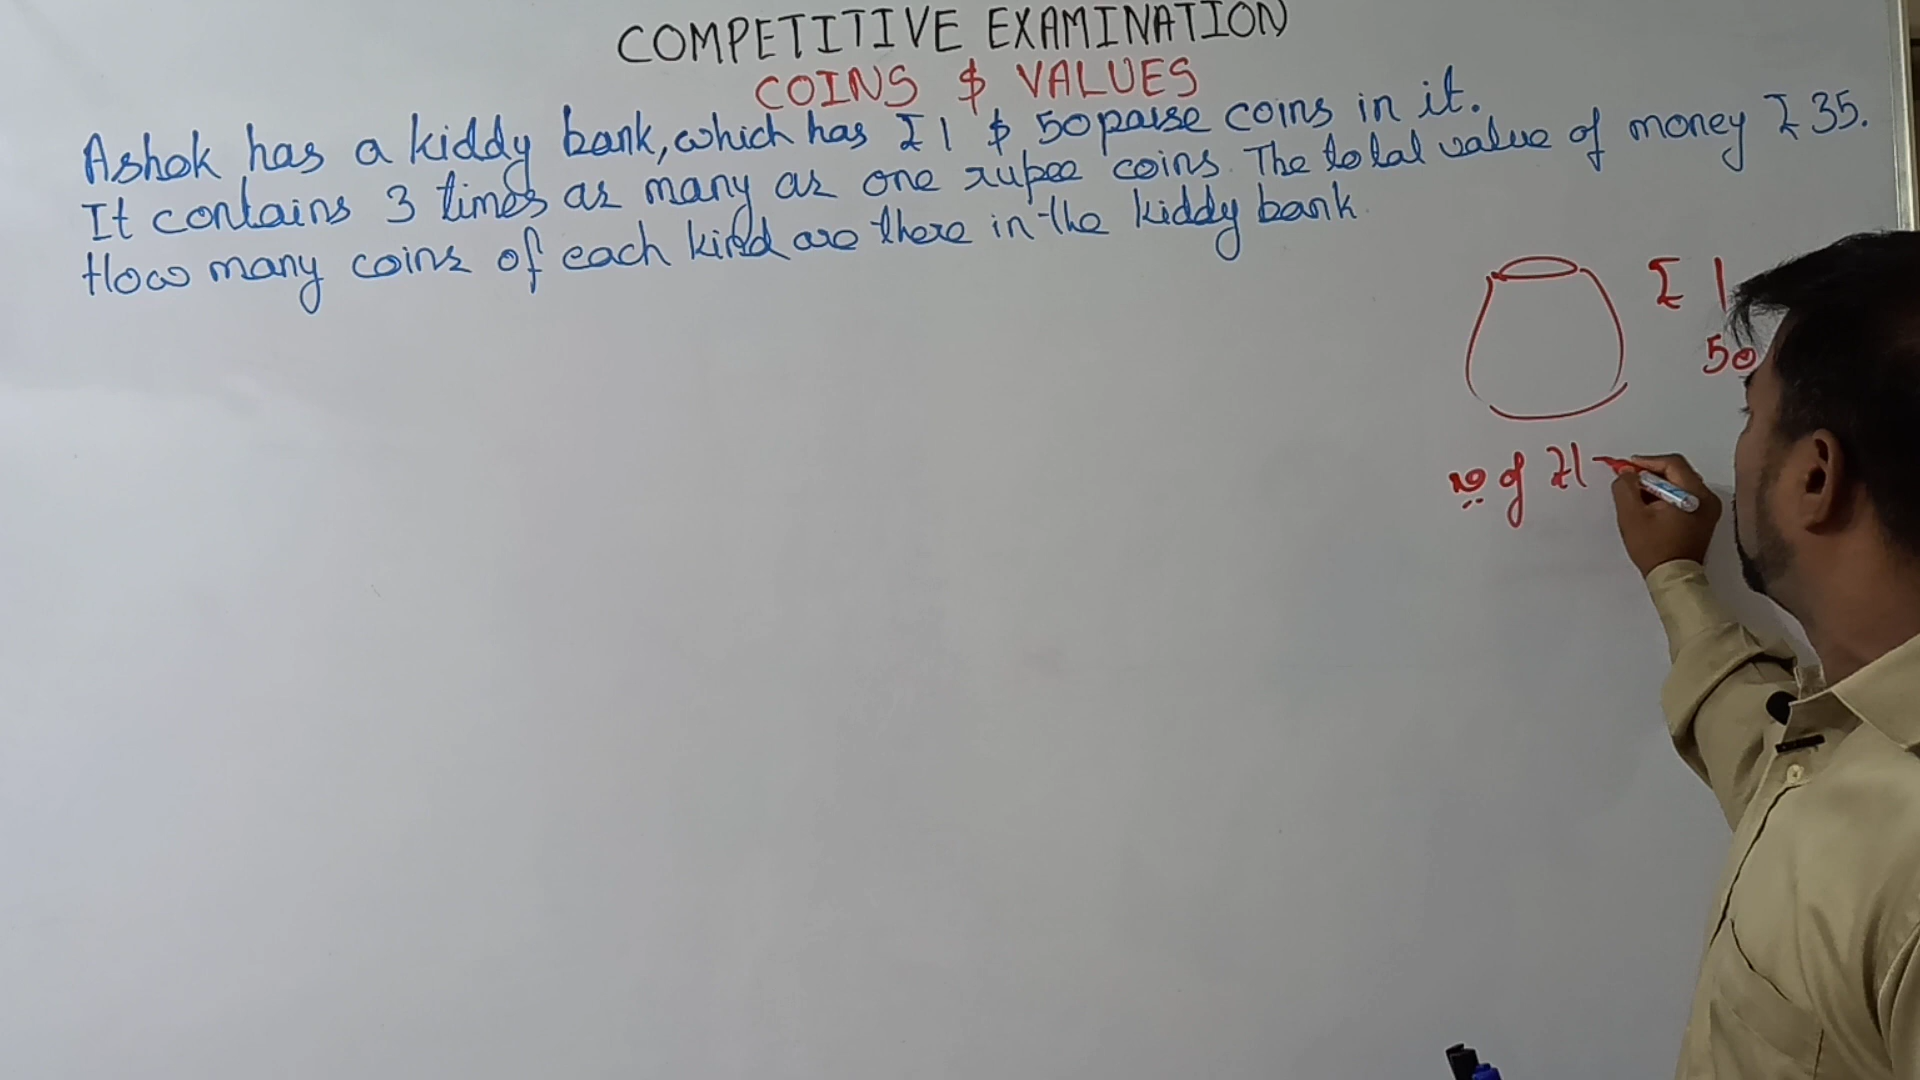 COMPETITIVE EXAMINATION
COINS & VALUES
Ashok has a kiddy bank, which has ₹ 1 & 50 paise coins in it.
It contains 3 times as many as one rupee coins. The total value of money ₹ 35.
How many coins of each kind are there in the kiddy bank.
₹ 1
50
no of ₹1